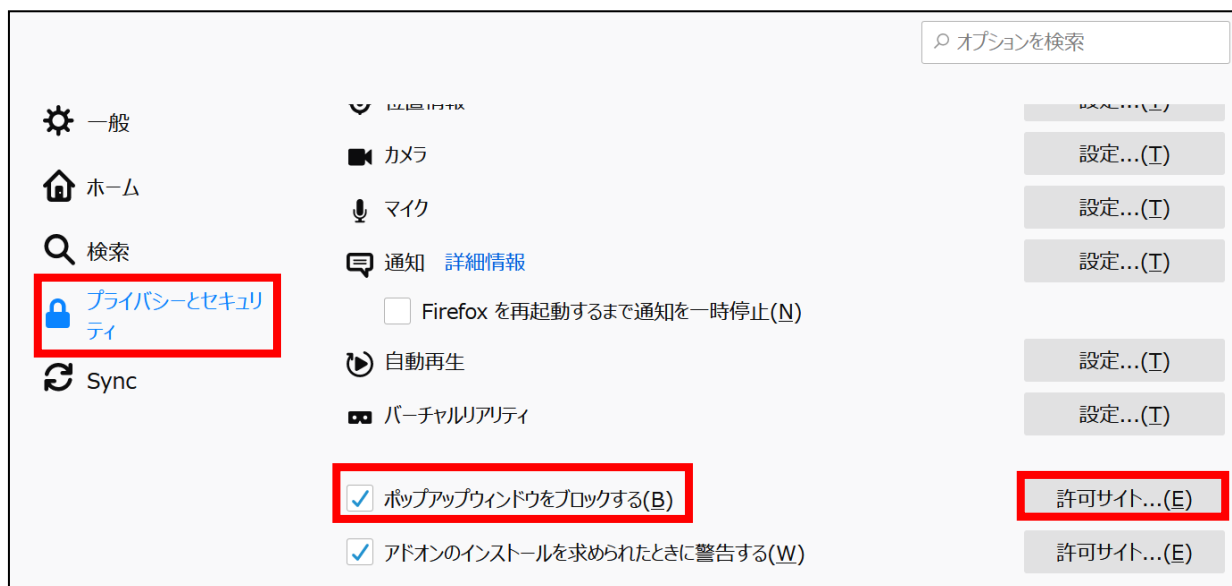 オプションを検索
一般
ホーム
検索
プライバシーとセキュリ
ティ
Sync
位置情報
設定...(T)
カメラ
設定...(T)
マイク
設定...(T)
通知 詳細情報
設定...(T)
Firefox を再起動するまで通知を一時停止(N)
自動再生
設定...(T)
バーチャルリアリティ
設定...(T)
ポップアップウィンドウをブロックする(B)
許可サイト...(E)
アドオンのインストールを求められたときに警告する(W)
許可サイト...(E)